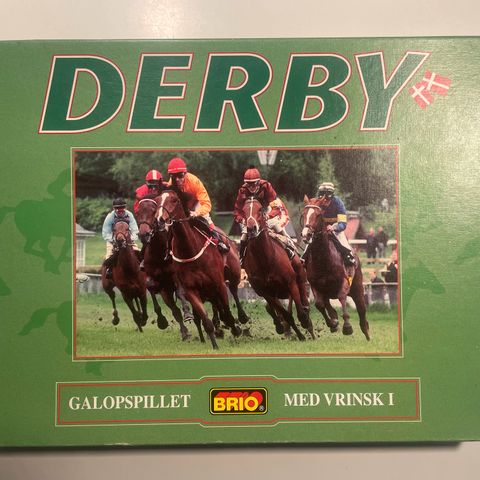 DERBY
GALOPSPILLET BRIO® MED VRINSK I